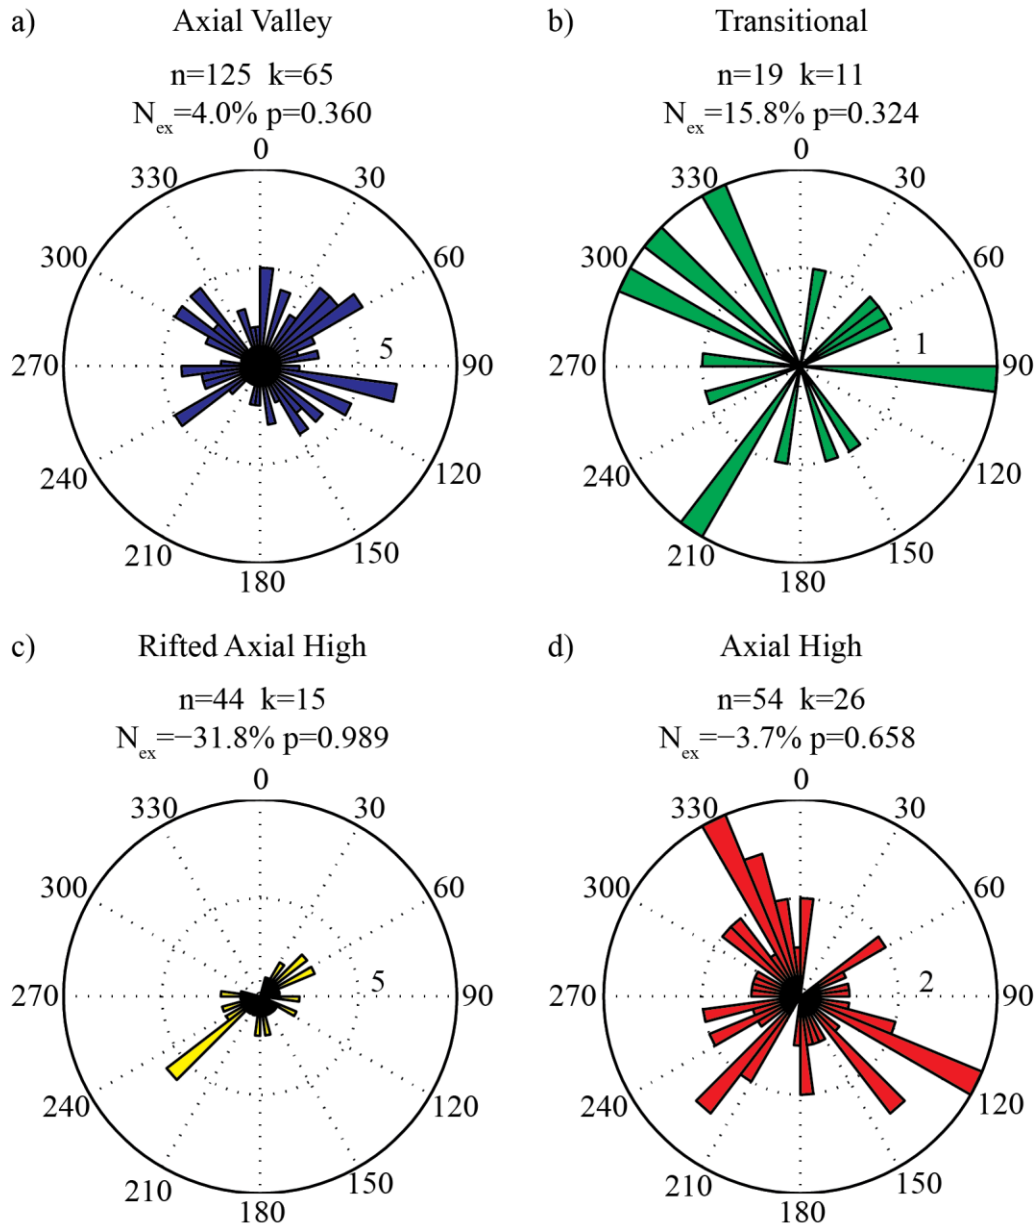 a) Axial Valley
n=125 k=65
N_ex=4.0% p=0.360
0
330 30
300 60
270 5 90
240 120
210 150
180
b) Transitional
n=19 k=11
N_ex=15.8% p=0.324
0
330 30
300 60
270 1 90
240 120
210 150
180
c) Rifted Axial High
n=44 k=15
N_ex=−31.8% p=0.989
0
330 30
300 60
270 5 90
240 120
210 150
180
d) Axial High
n=54 k=26
N_ex=−3.7% p=0.658
0
330 30
300 60
270 2 90
240 120
210 150
180